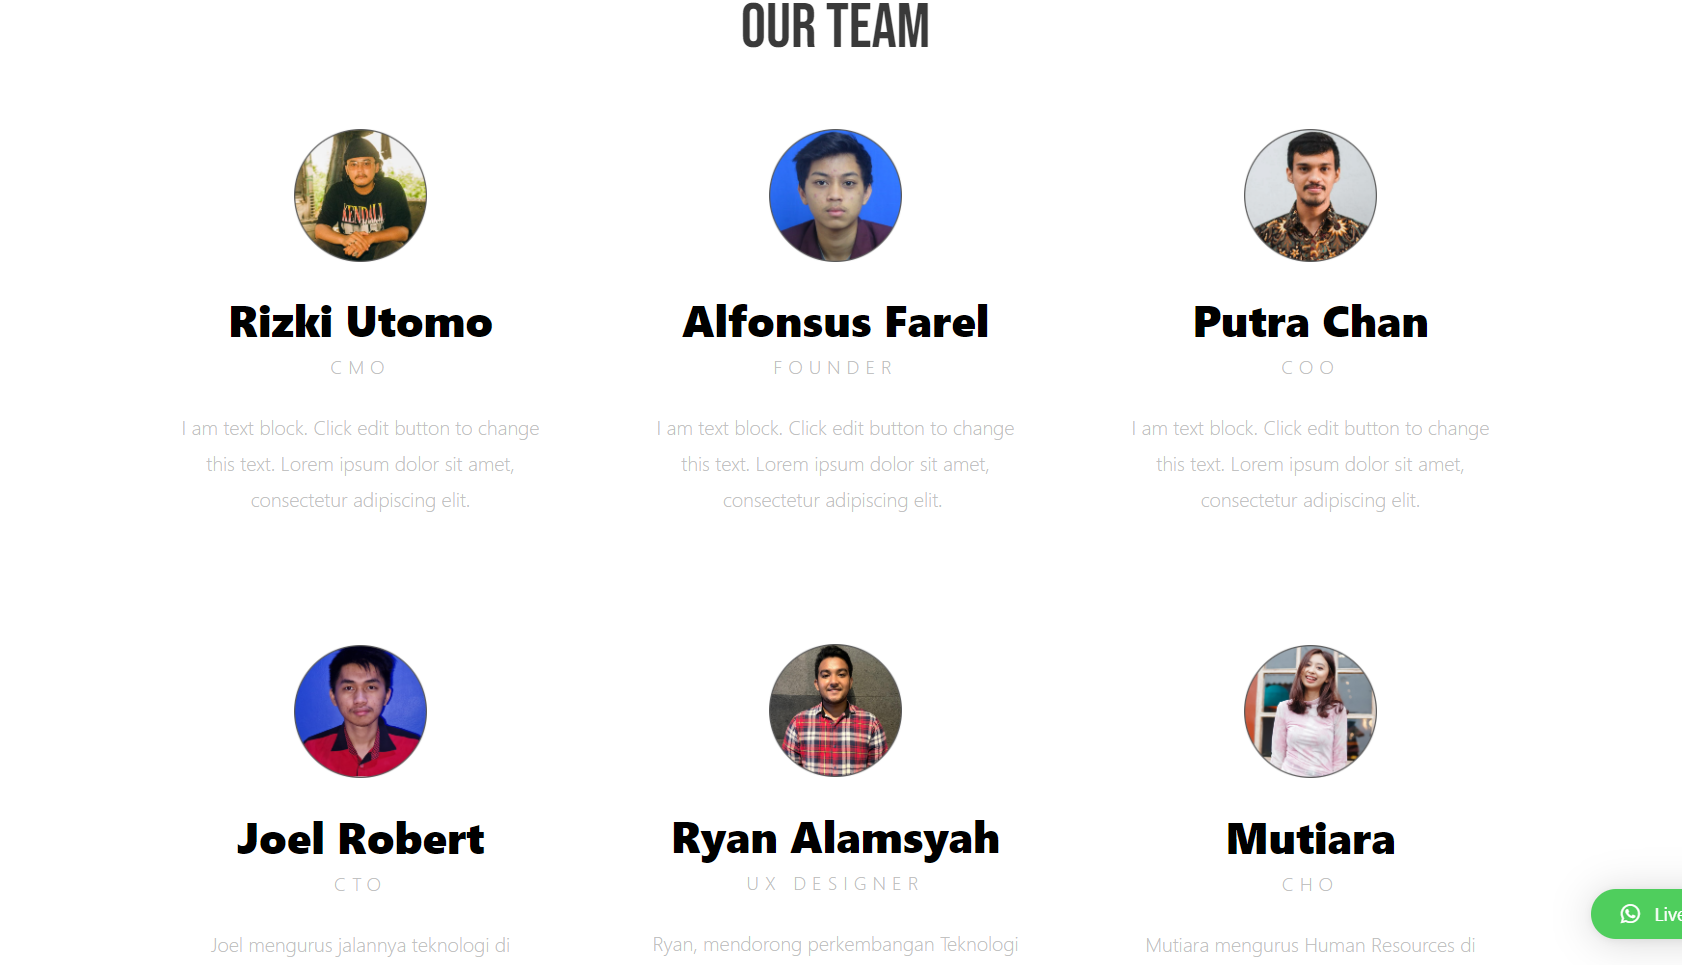 OUR TEAM
KENDALL
Rizki Utomo
Alfonsus Farel
Putra Chan
CMO
FOUNDER
COO
I am text block. Click edit button to change
this text. Lorem ipsum dolor sit amet,
consectetur adipiscing elit.
I am text block. Click edit button to change
this text. Lorem ipsum dolor sit amet,
consectetur adipiscing elit.
I am text block. Click edit button to change
this text. Lorem ipsum dolor sit amet,
consectetur adipiscing elit.
Joel Robert
Ryan Alamsyah
Mutiara
CTO
UX DESIGNER
CHO
Joel mengurus jalannya teknologi di
Ryan, mendorong perkembangan Teknologi
Mutiara mengurus Human Resources di
Live